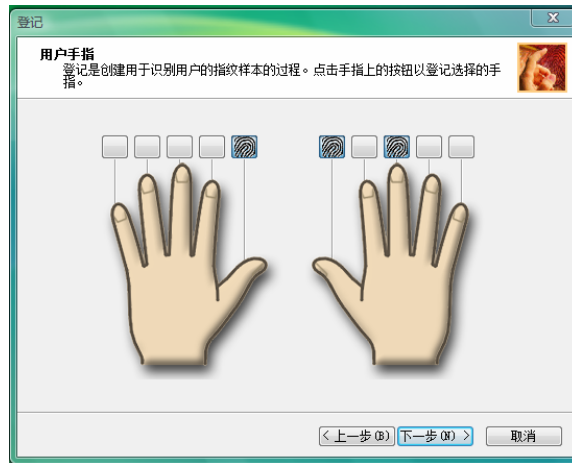 登记
用户手指
登记是创建用于识别用户的指纹样本的过程。点击手指上的按钮以登记选择的手
指。
< 上一步(B)
下一步(N) >
取消